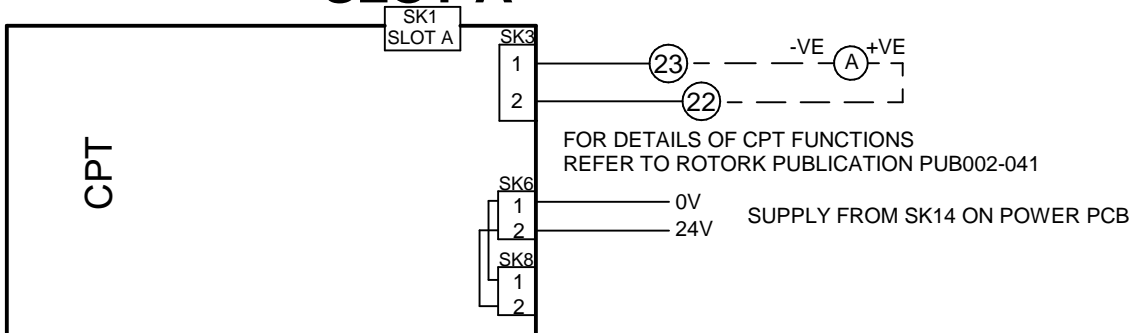 SLOT A
SK1
SLOT A
SK3
1
2
23
-VE
A
+VE
22
FOR DETAILS OF CPT FUNCTIONS
REFER TO ROTORK PUBLICATION PUB002-041
CPT
SK6
1
2
0V
24V
SUPPLY FROM SK14 ON POWER PCB
SK8
1
2